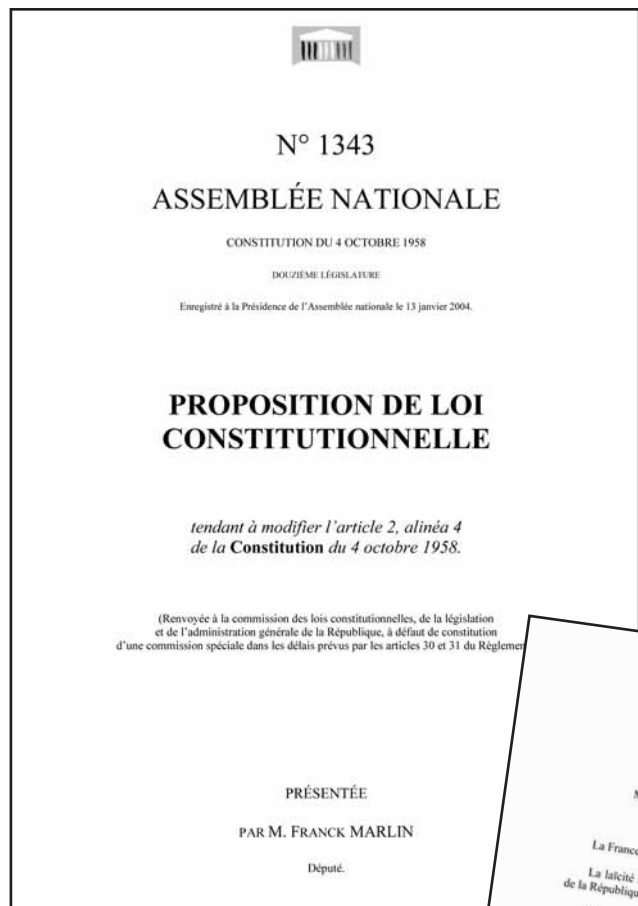 N° 1343
ASSEMBLÉE NATIONALE
CONSTITUTION DU 4 OCTOBRE 1958
DOUZIÈME LÉGISLATURE
Enregistré à la Présidence de l'Assemblée nationale le 13 janvier 2004.
PROPOSITION DE LOI
CONSTITUTIONNELLE
tendant à modifier l'article 2, alinéa 4
de la Constitution du 4 octobre 1958.
(Renvoyée à la commission des lois constitutionnelles, de la législation
et de l'administration générale de la République, à défaut de constitution
d'une commission spéciale dans les délais prévus par les articles 30 et 31 du Règlemen
PRÉSENTÉE
PAR M. FRANCK MARLIN
Député.
La France
La laïcité
de la Républiqu